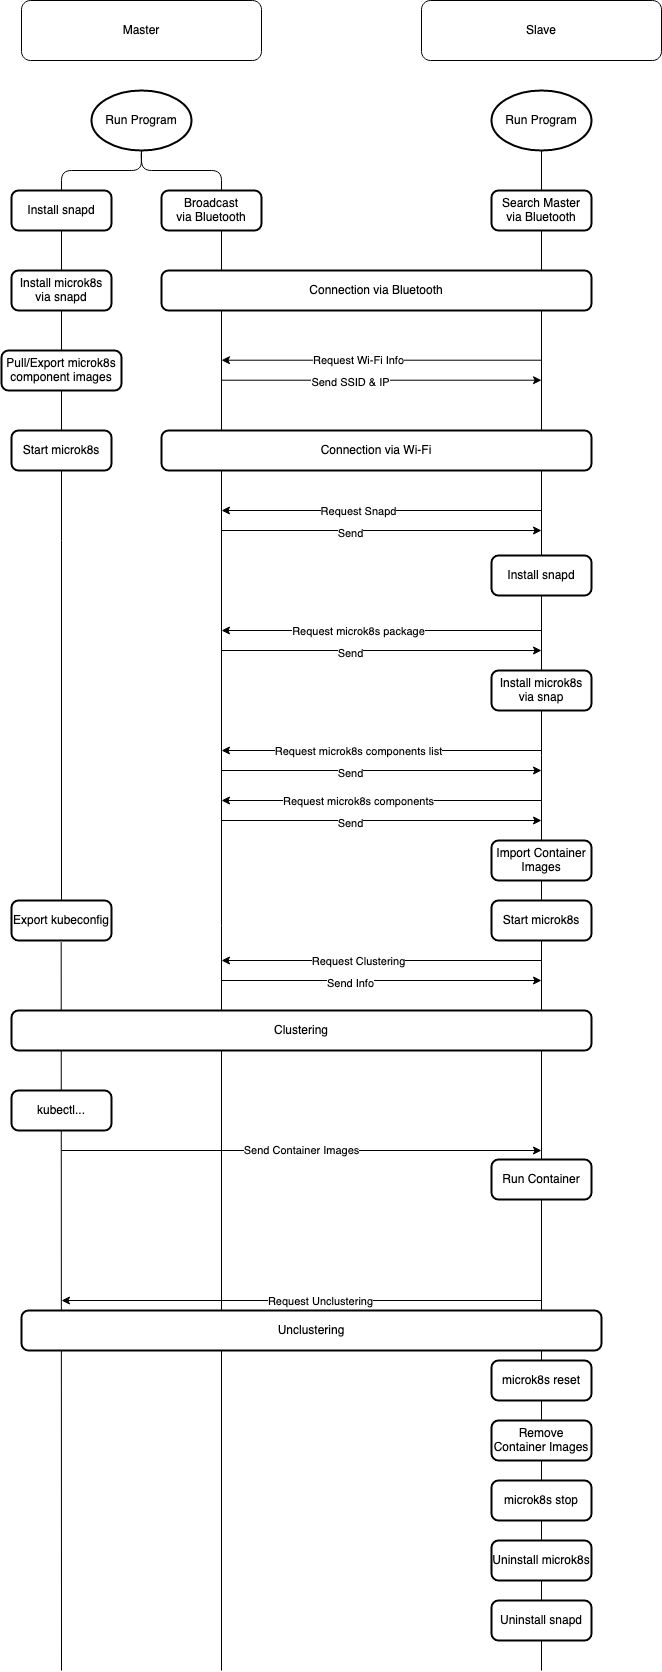 Master
Slave
Run Program
Run Program
Install snapd
Broadcast
via Bluetooth
Search Master
via Bluetooth
Install microk8s
via snapd
Connection via Bluetooth
Pull/Export microk8s
component images
Request Wi-Fi Info
Send SSID & IP
Start microk8s
Connection via Wi-Fi
Request Snapd
Send
Install snapd
Request microk8s package
Send
Install microk8s
via snap
Request microk8s components list
Send
Request microk8s components
Send
Import Container
Images
Export kubeconfig
Start microk8s
Request Clustering
Send Info
Clustering
kubectl...
Send Container Images
Run Container
Request Unclustering
Unclustering
microk8s reset
Remove
Container Images
microk8s stop
Uninstall microk8s
Uninstall snapd